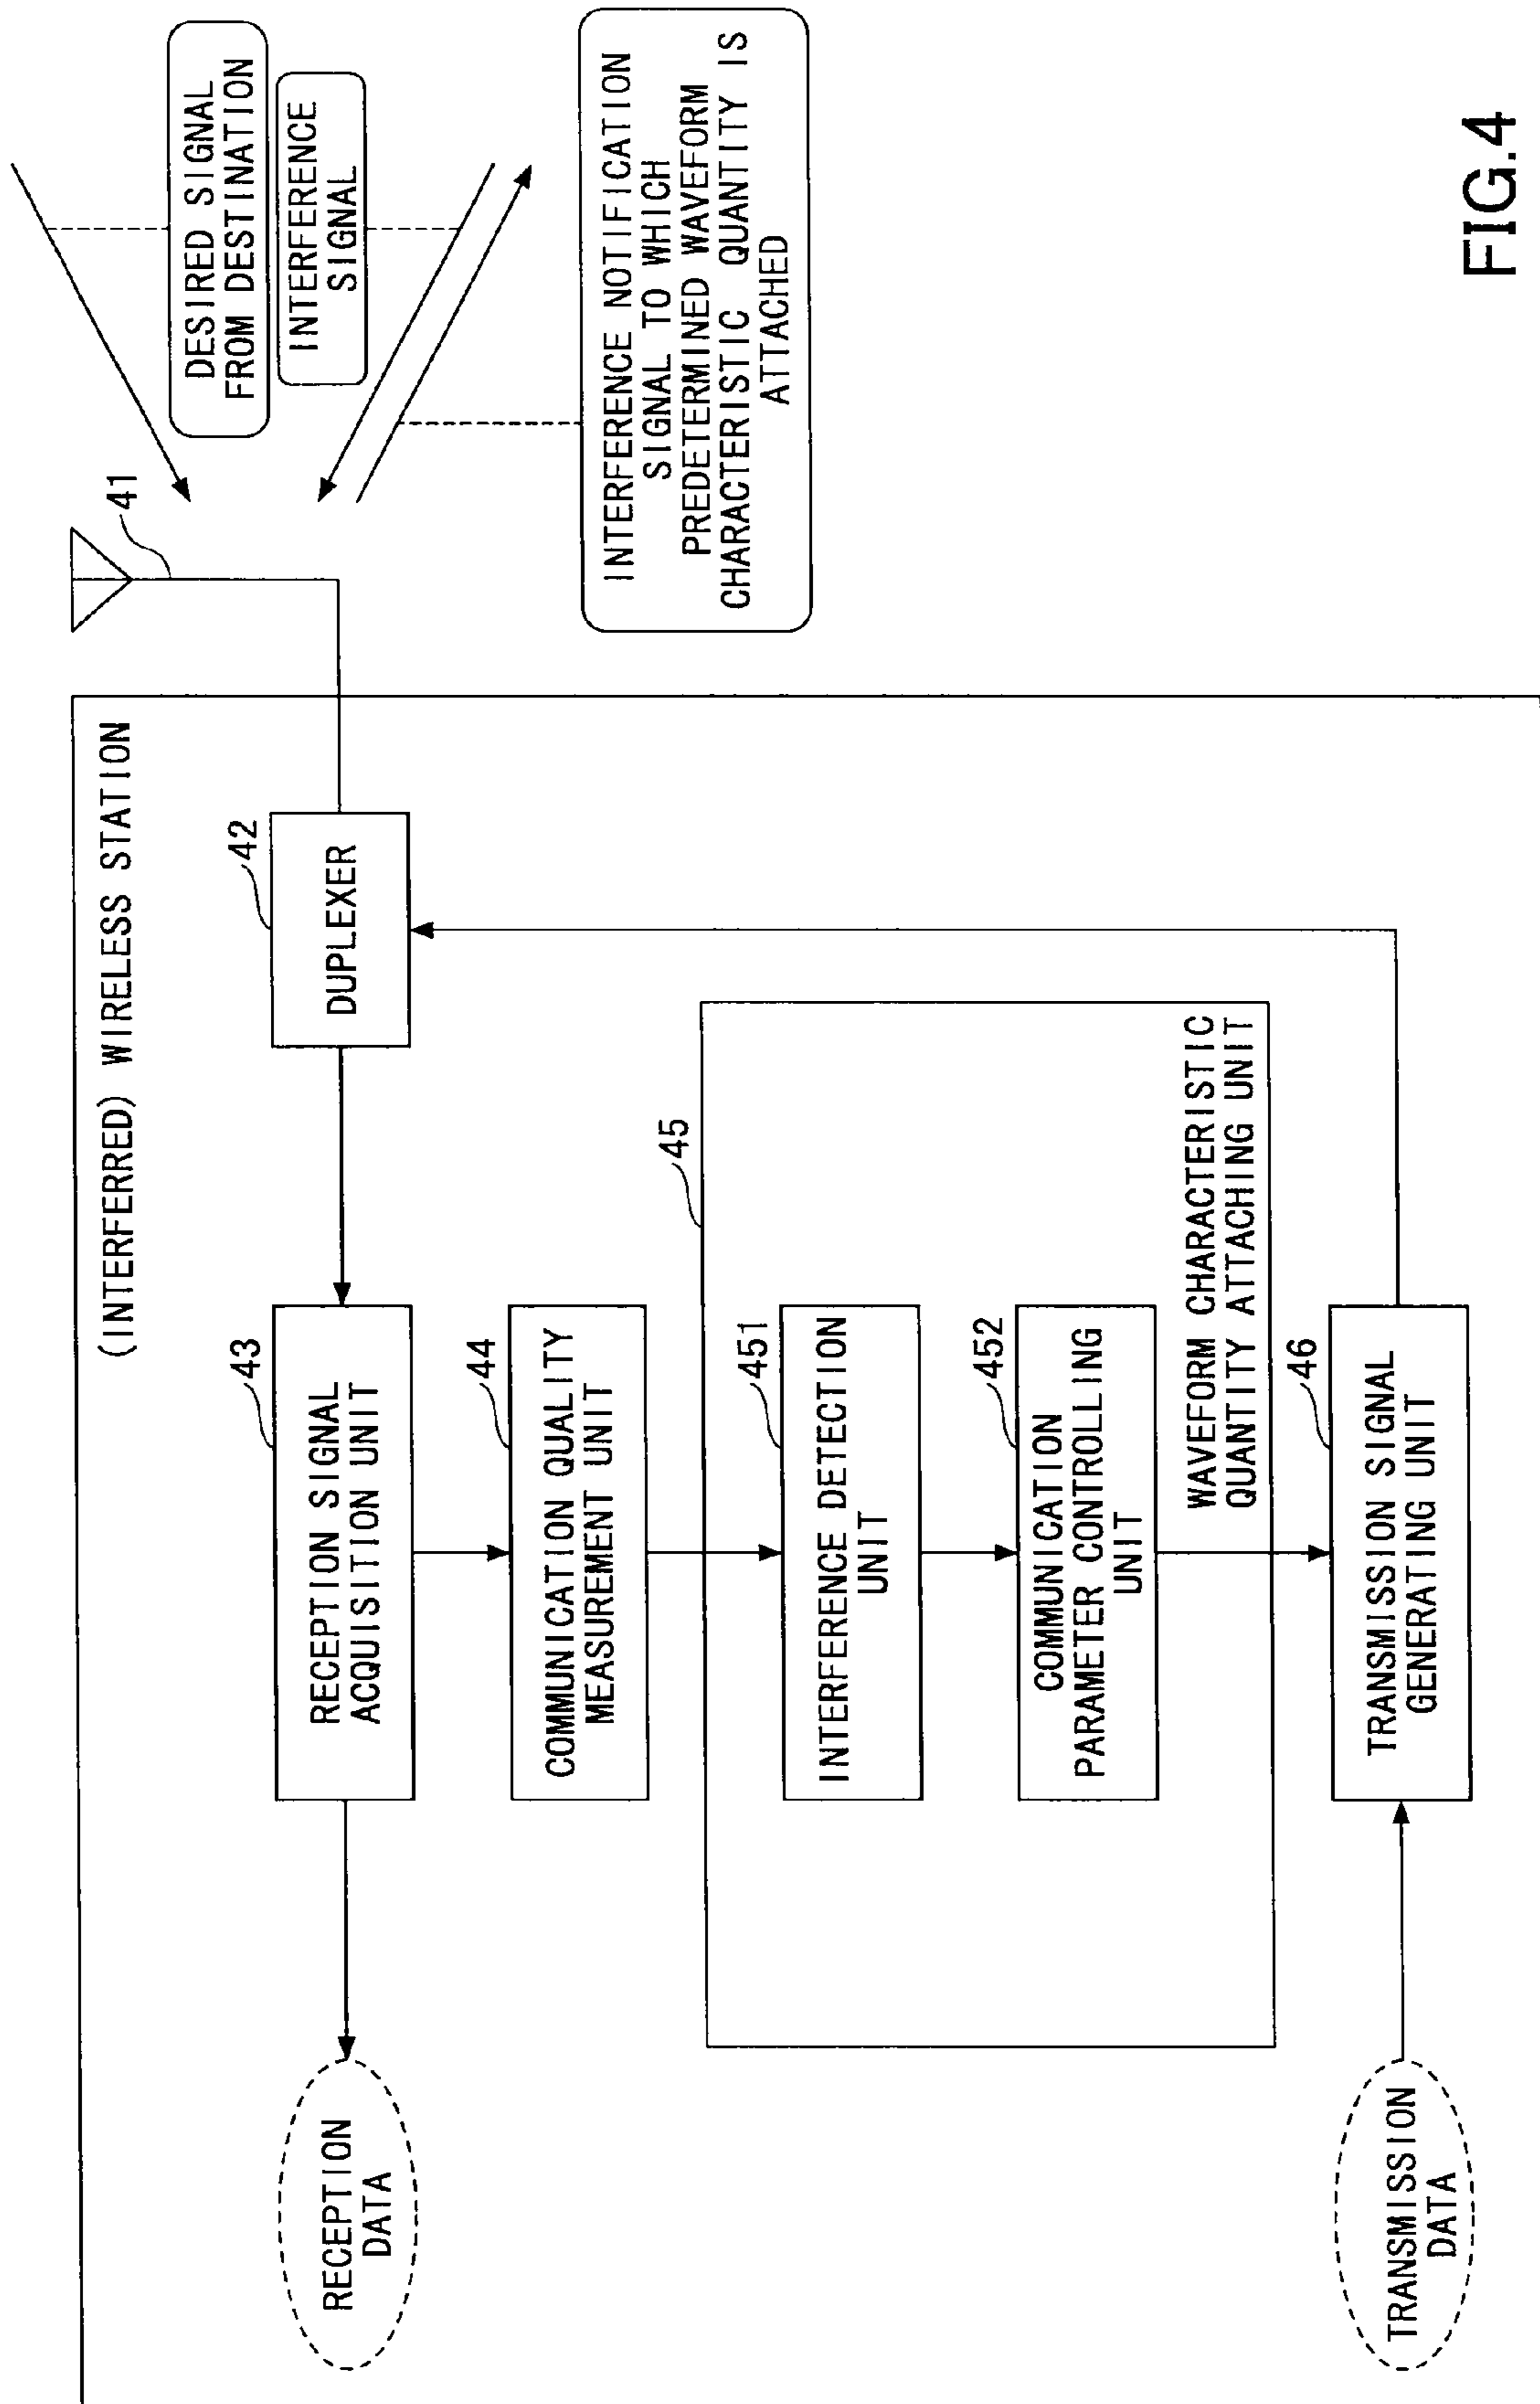 (INTERFERRED) WIRELESS STATION
41
DESIRED SIGNAL
FROM DESTINATION
INTERFERENCE
SIGNAL
INTERFERENCE NOTIFICATION
SIGNAL TO WHICH
PREDETERMINED WAVEFORM
CHARACTERISTIC QUANTITY IS
ATTACHED
42
DUPLEXER
43
RECEPTION SIGNAL
ACQUISITION UNIT
RECEPTION
DATA
44
COMMUNICATION QUALITY
MEASUREMENT UNIT
45
451
INTERFERENCE DETECTION
UNIT
452
COMMUNICATION
PARAMETER CONTROLLING
UNIT
WAVEFORM CHARACTERISTIC
QUANTITY ATTACHING UNIT
46
TRANSMISSION SIGNAL
GENERATING UNIT
TRANSMISSION
DATA
FIG.4